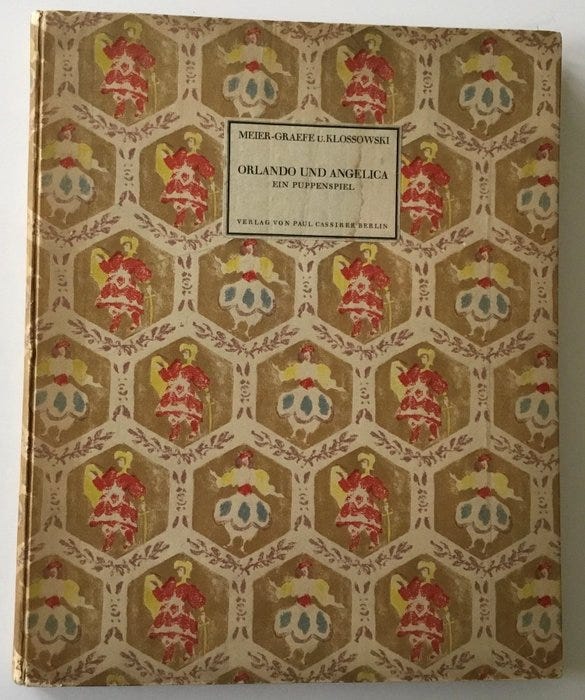 MEIER-GRAEFE U. KLOSSOWSKI
ORLANDO UND ANGELICA
EIN PUPPENSPIEL
VERLAG VON PAUL CASSIRER BERLIN